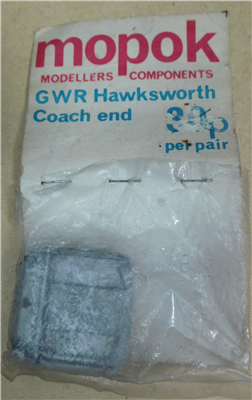 mopok
MODELLERS COMPONENTS
GWR Hawksworth
Coach end
30p
per pair